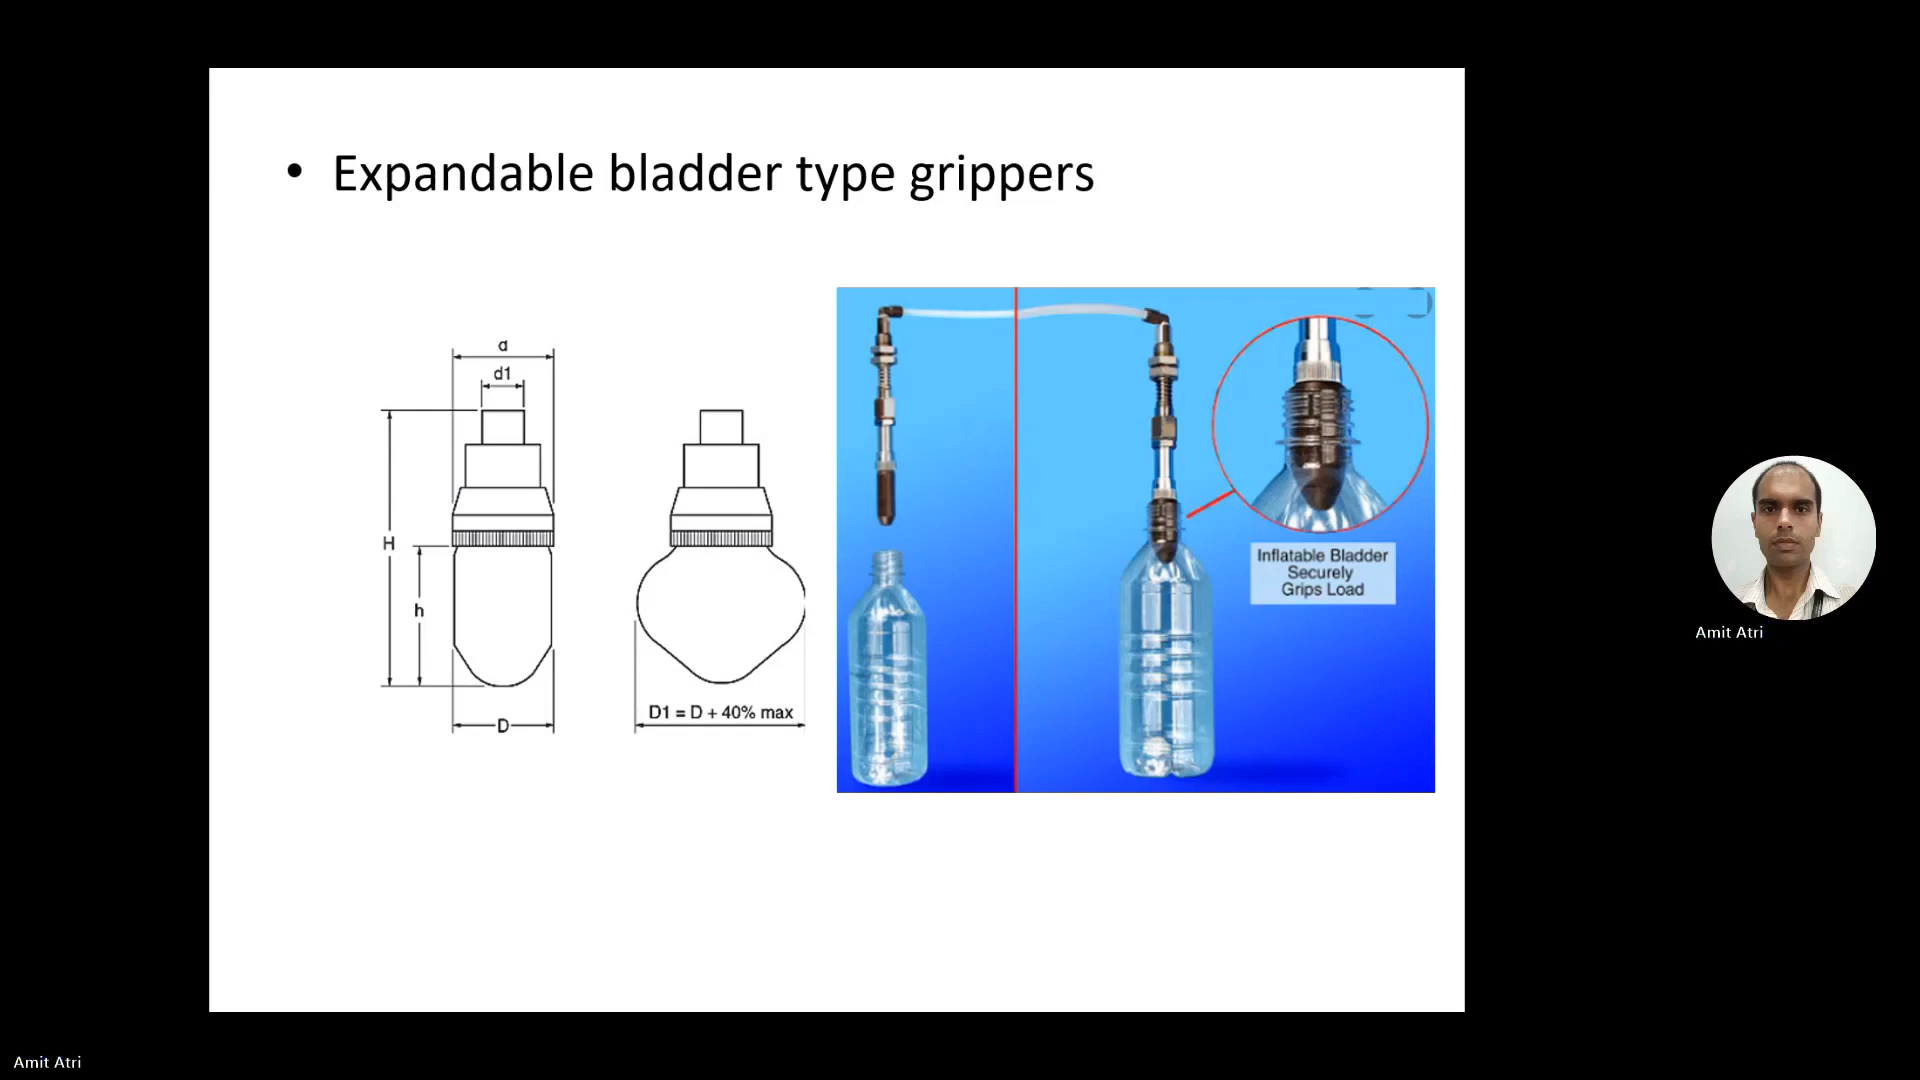 • Expandable bladder type grippers
d
d1
H
h
D
D1 = D + 40% max
Inflatable Bladder
Securely
Grips Load
Amit Atri
Amit Atri